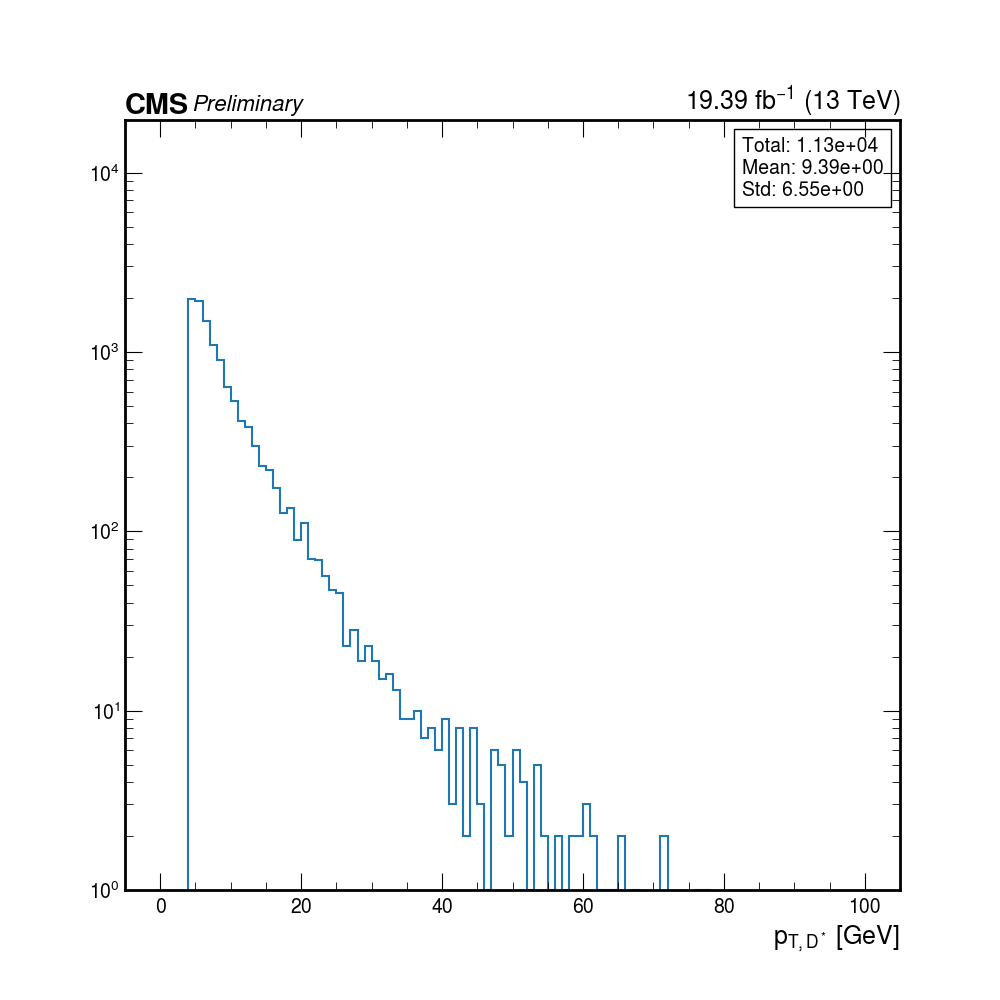 CMS Preliminary 19.39 fb⁻¹ (13 TeV)
Total: 1.13e+04
Mean: 9.39e+00
Std: 6.55e+00
10⁴
10³
10²
10¹
10⁰
0 20 40 60 80 100
p_{T, D^*} [GeV]